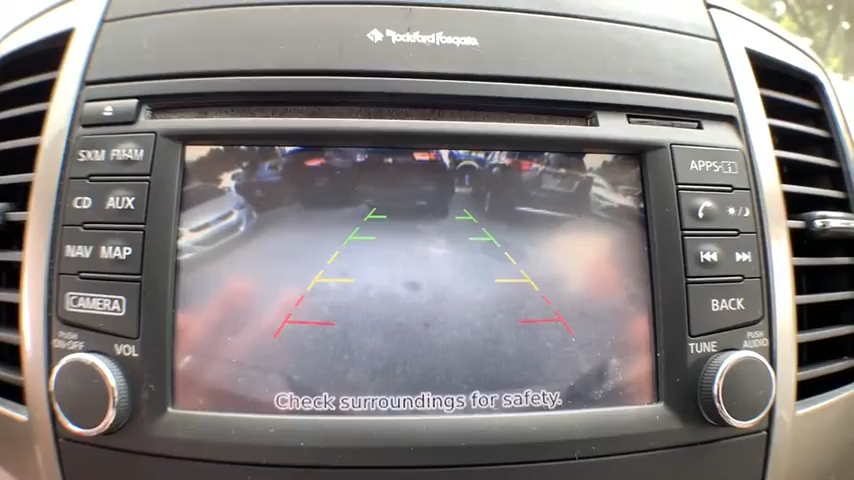 Rockford Fosgate
SXM FM·AM
CD AUX
NAV MAP
CAMERA
PUSH
ON·OFF VOL
APPS· i
BACK
TUNE PUSH
AUDIO
Check surroundings for safety.